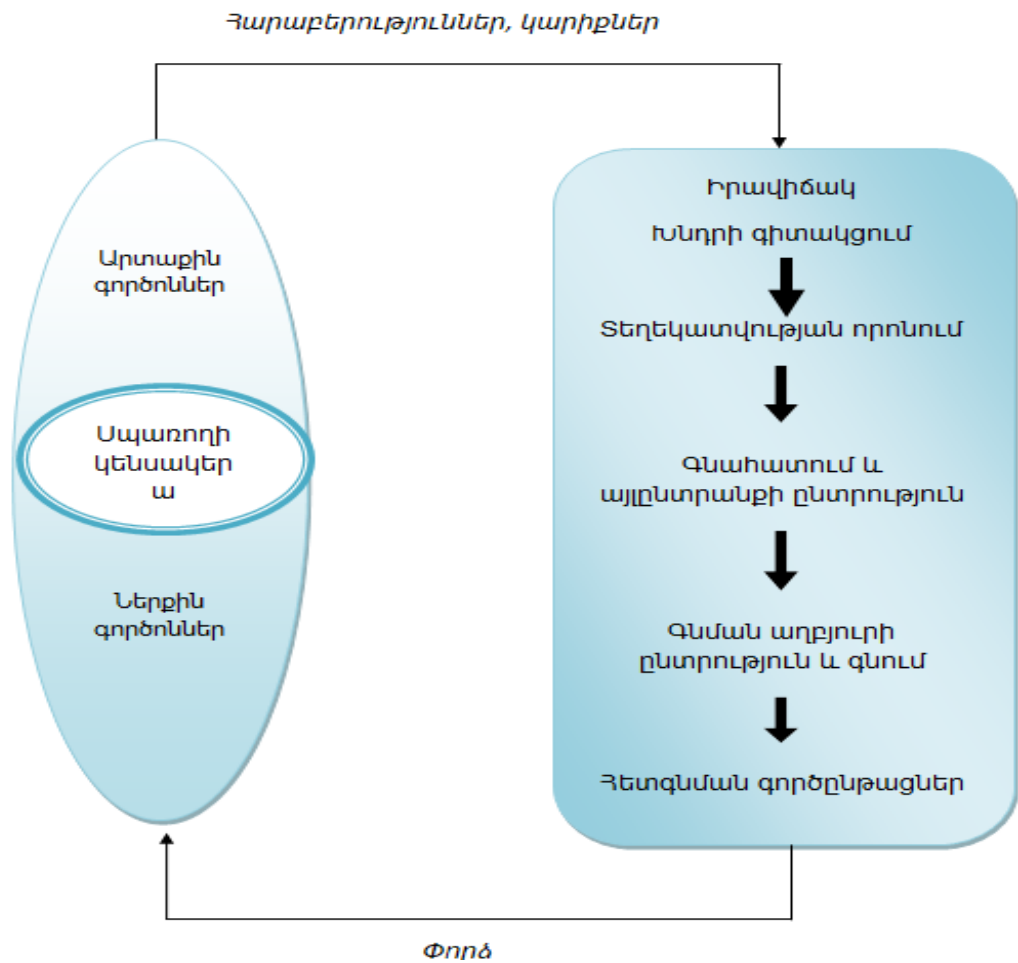 Հարաբերություններ, կարիքներ
Արտաքին
գործոններ
Սպառողի
կենսակեր
պ
Ներքին
գործոններ
Իրավիճակ
Խնդրի գիտակցում
Տեղեկատվության որոնում
Գնահատում և
այլընտրանքի ընտրություն
Գնման աղբյուրի
ընտրություն և գնում
Հետգնման գործընթացներ
Փորձ